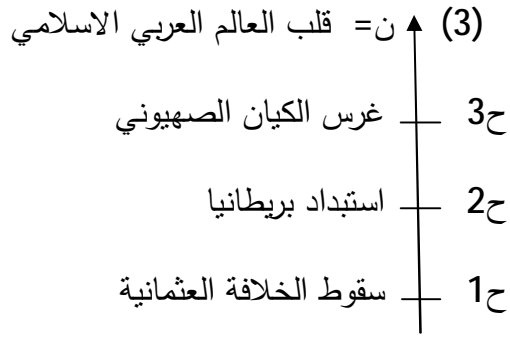 (3) ن= قلب العالم العربي الاسلامي
ح3 غرس الكيان الصهيوني
ح2 استبداد بريطانيا
ح1 سقوط الخلافة العثمانية